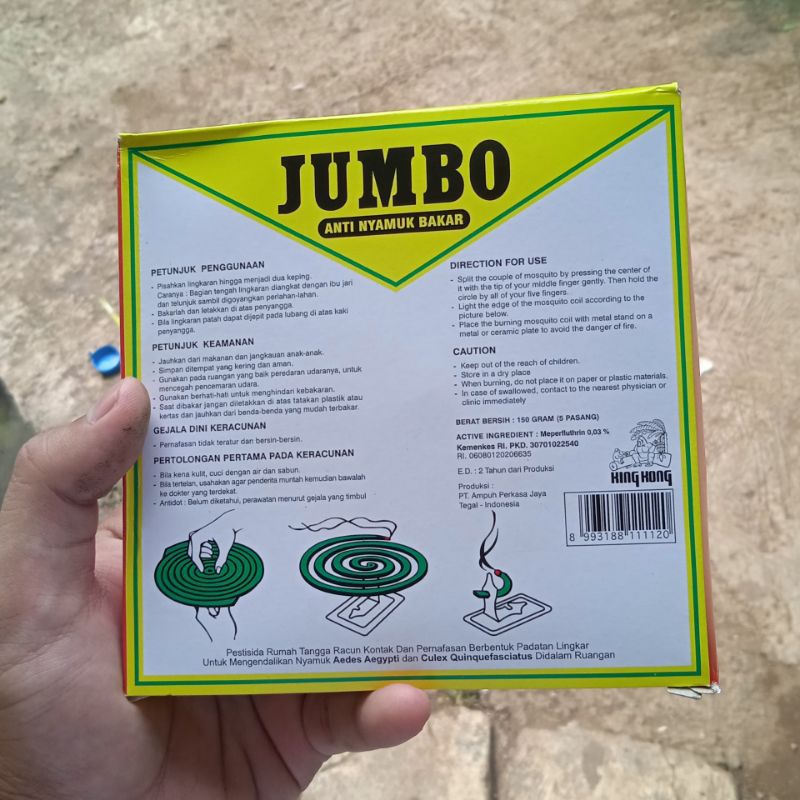 JUMBO
ANTI NYAMUK BAKAR
PETUNJUK PENGGUNAAN
- Pisahkan lingkaran hingga menjadi dua keping.
Caranya : Bagian tengah lingkaran diangkat dengan ibu jari
dan telunjuk sambil digoyangkan perlahan-lahan.
- Bakarlah dan letakkan di atas penyangga.
- Bila lingkaran patah dapat dijepit pada lubang di atas kaki
penyangga.
PETUNJUK KEAMANAN
- Jauhkan dari makanan dan jangkauan anak-anak.
- Simpan ditempat yang kering dan aman.
- Gunakan pada ruangan yang baik peredaran udaranya, untuk
mencegah pencemaran udara.
- Gunakan berhati-hati untuk menghindari kebakaran.
- Saat dibakar jangan diletakkan di atas tatakan plastik atau
kertas dan jauhkan dari benda-benda yang mudah terbakar.
GEJALA DINI KERACUNAN
- Pernafasan tidak teratur dan bersin-bersin.
PERTOLONGAN PERTAMA PADA KERACUNAN
- Bila kena kulit, cuci dengan air dan sabun.
- Bila tertelan, usahakan agar penderita muntah kemudian bawalah
ke dokter yang terdekat.
- Antidot : Belum diketahui, perawatan menurut gejala yang timbul
DIRECTION FOR USE
- Split the couple of mosquito by pressing the center of
it with the tip of your middle finger gently. Then hold the
circle by all of your five fingers.
- Light the edge of the mosquito coil according to the
picture below.
- Place the burning mosquito coil with metal stand on a
metal or ceramic plate to avoid the danger of fire.
CAUTION
- Keep out of the reach of children.
- Store in a dry place
- When burning, do not place it on paper or plastic materials.
- In case of swallowed, contact to the nearest physician or
clinic immediately
BERAT BERSIH : 150 GRAM (5 PASANG)
ACTIVE INGREDIENT : Meperfluthrin 0,03 %
Kemenkes RI. PKD. 30701022540
RI. 06080120206635
E.D. : 2 Tahun dari Produksi
Produksi :
PT. Ampuh Perkasa Jaya
Tegal - Indonesia
KING KONG
8 993188 111120
Pestisida Rumah Tangga Racun Kontak Dan Pernafasan Berbentuk Padatan Lingkar
Untuk Mengendalikan Nyamuk Aedes Aegypti dan Culex Quinquefasciatus Didalam Ruangan